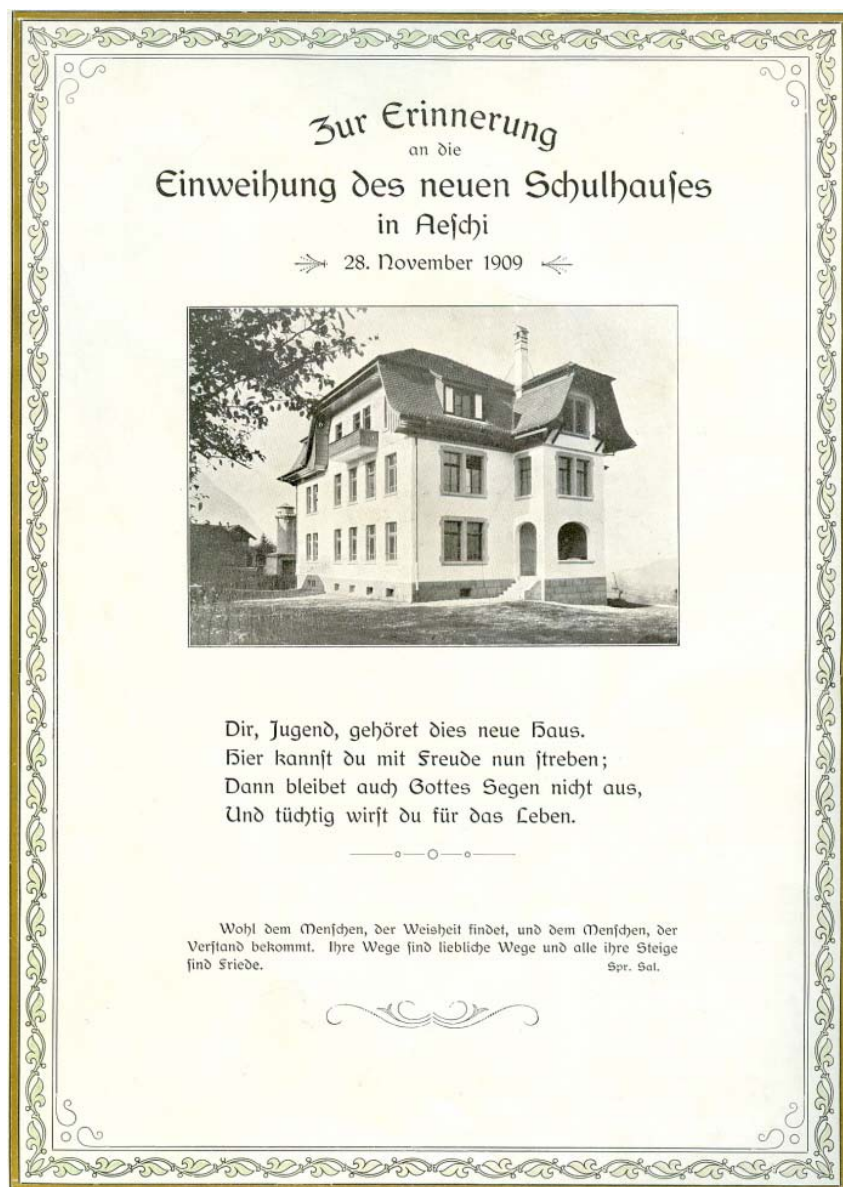 Zur Erinnerung
an die
Einweihung des neuen Schulhauſes
in Aeſchi
28. November 1909
Dir, Jugend, gehöret dies neue Haus.
Hier kannſt du mit Freude nun ſtreben;
Dann bleibet auch Gottes Segen nicht aus,
Und tüchtig wirſt du für das Leben.
Wohl dem Menſchen, der Weisheit findet, und dem Menſchen, der
Verſtand bekommt. Ihre Wege ſind liebliche Wege und alle ihre Steige
ſind Friede. Spr. Sal.